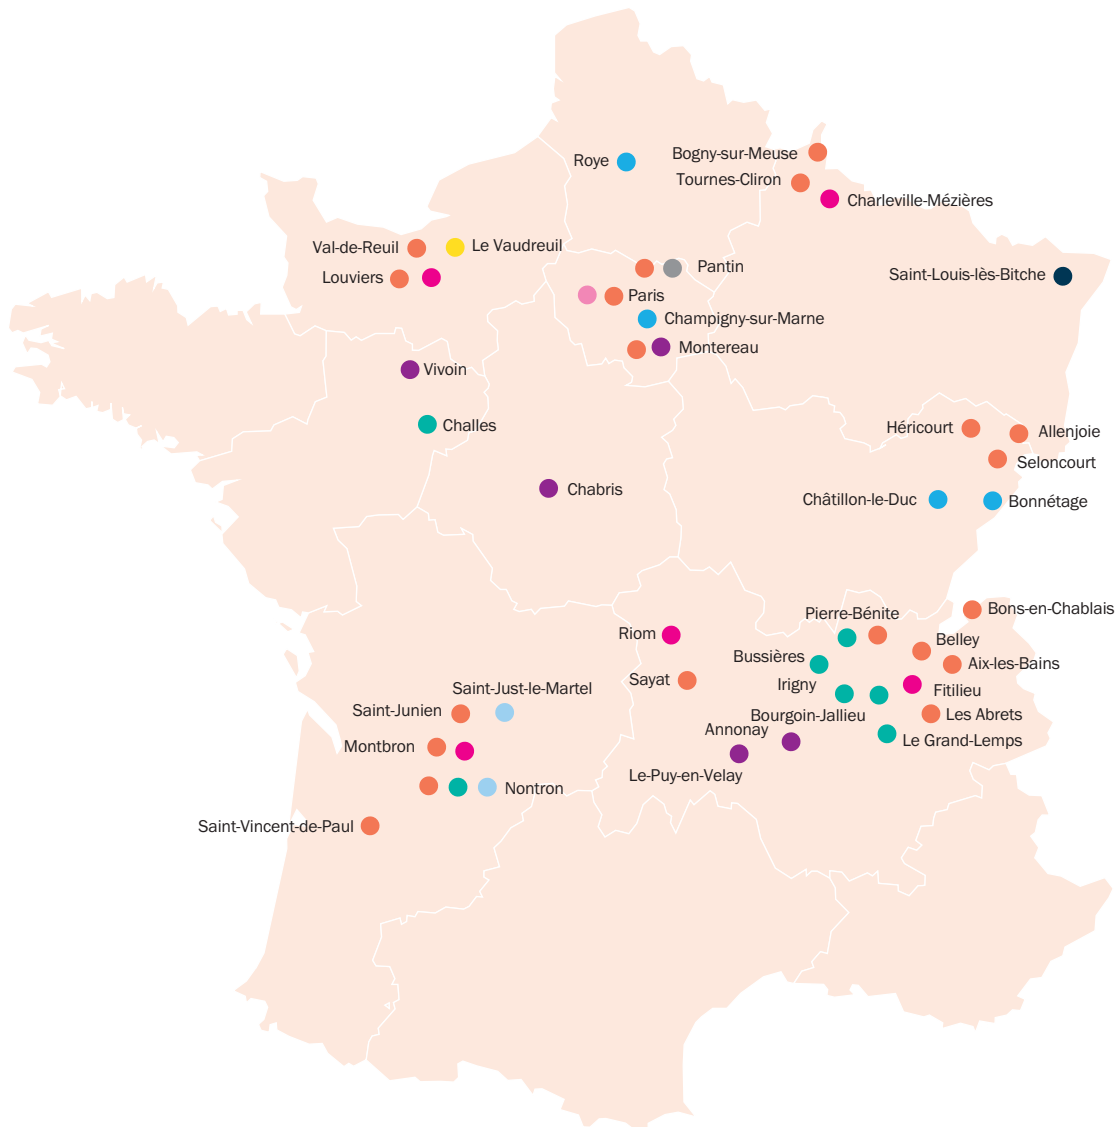 Roye
Bogny-sur-Meuse
Tournes-Cliron
Charleville-Mézières
Val-de-Reuil
Le Vaudreuil
Louviers
Pantin
Saint-Louis-lès-Bitche
Paris
Champigny-sur-Marne
Montereau
Vivoin
Challes
Héricourt
Allenjoie
Seloncourt
Chabris
Châtillon-le-Duc
Bonnétage
Bons-en-Chablais
Pierre-Bénite
Riom
Belley
Bussières
Aix-les-Bains
Sayat
Irigny
Fitilieu
Saint-Just-le-Martel
Saint-Junien
Bourgoin-Jallieu
Les Abrets
Annonay
Le Grand-Lemps
Montbron
Le-Puy-en-Velay
Nontron
Saint-Vincent-de-Paul